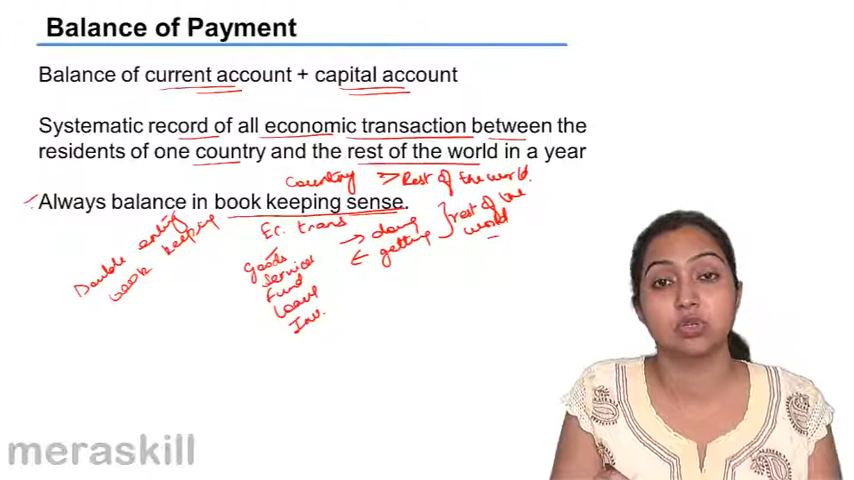 Balance of Payment
Balance of current account + capital account
Systematic record of all economic transaction between the
residents of one country and the rest of the world in a year
Country > Rest of the world.
Always balance in book keeping sense.
Double entry
book keeping
Ec. trans
Goods
Services
Fund
Inv.
→ doing
← getting
} rest of the
world
meraskill